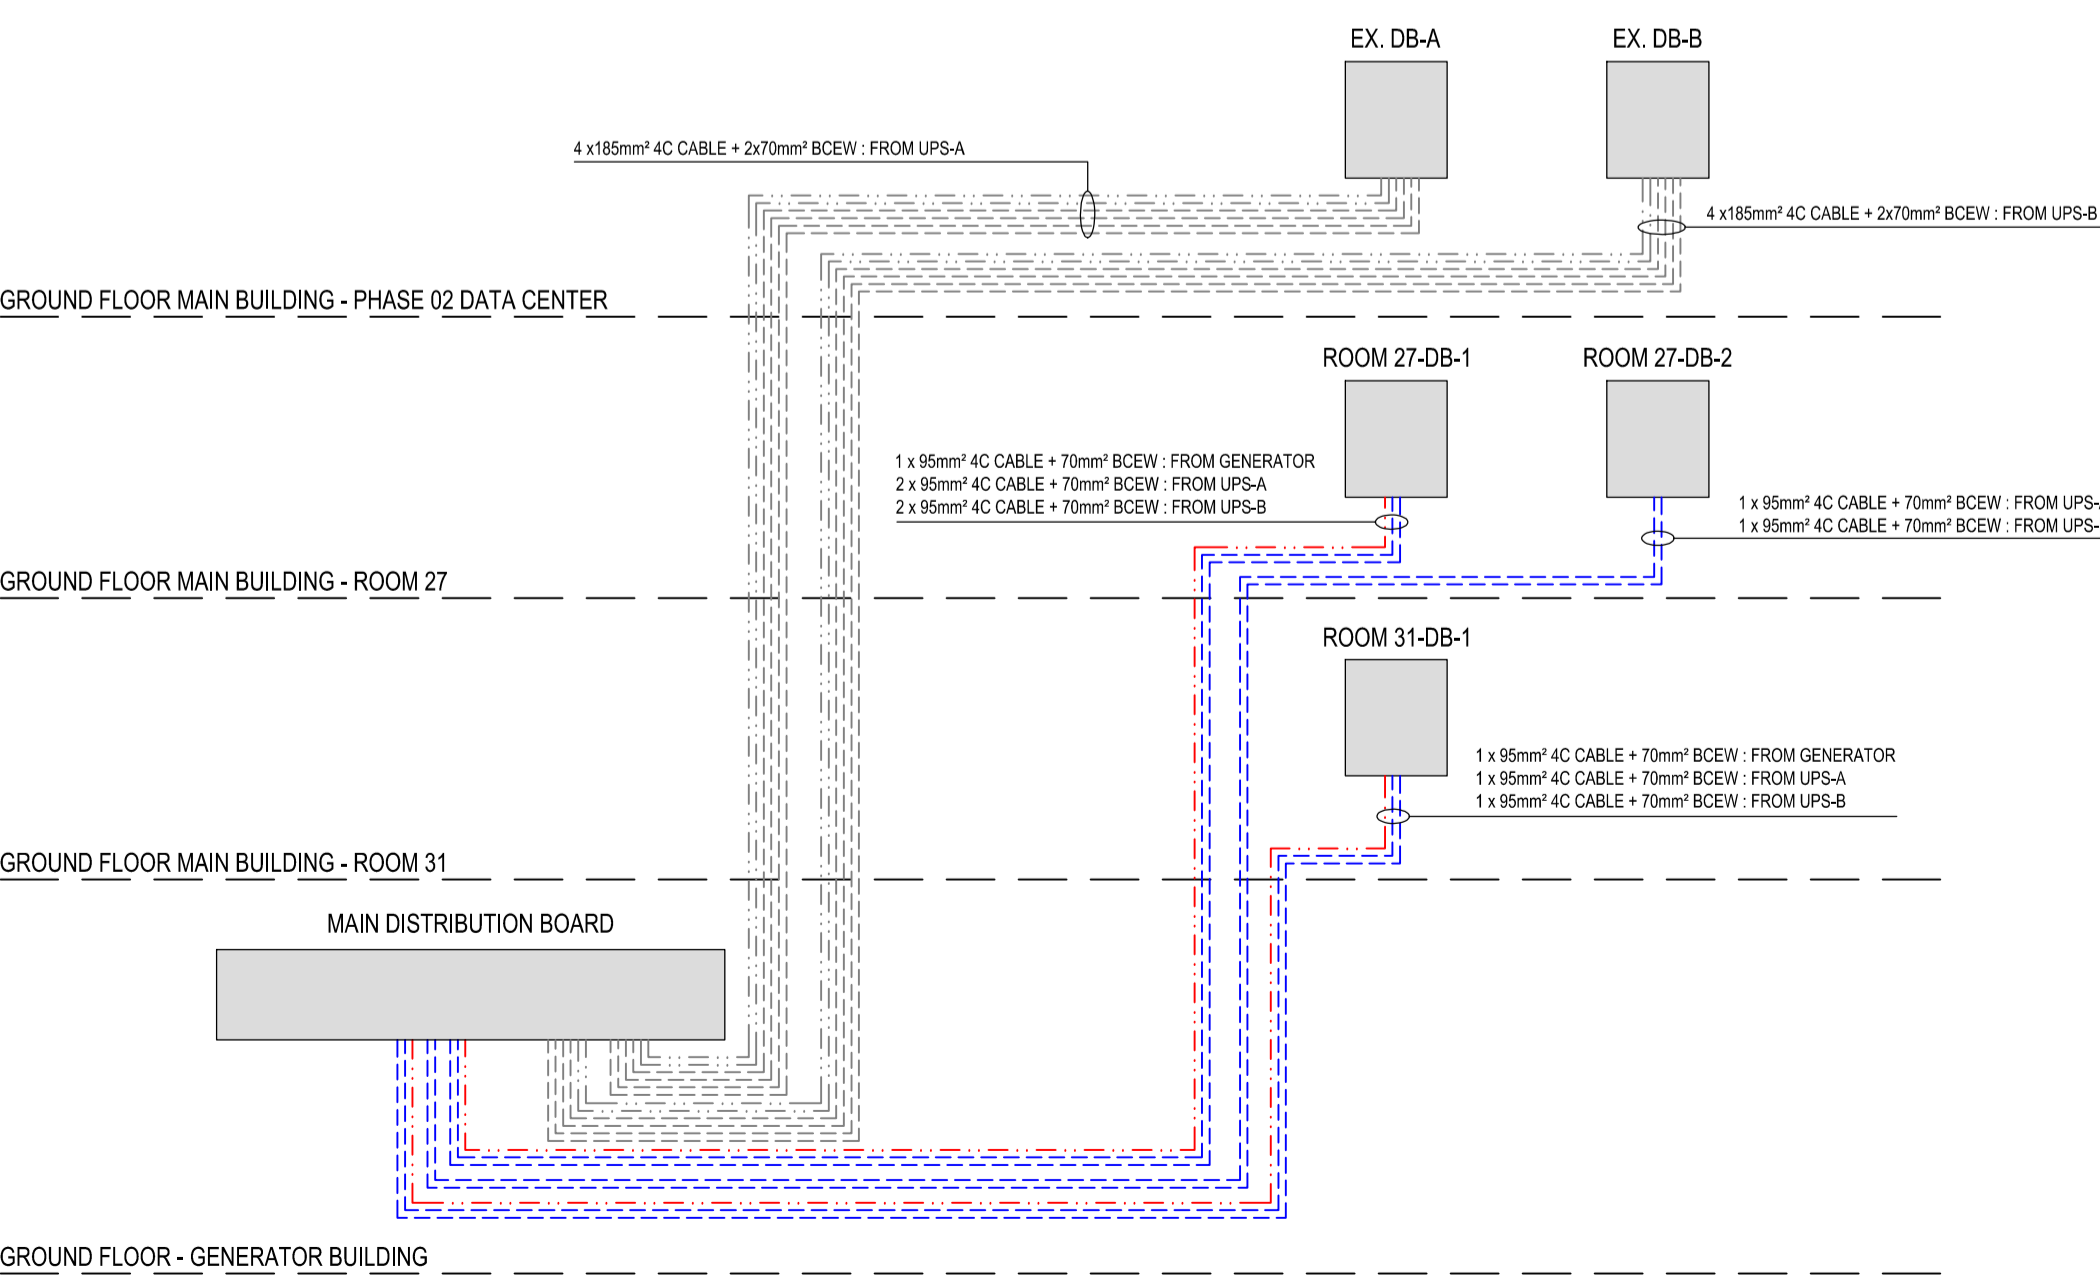 EX. DB-A
EX. DB-B
4 x185mm² 4C CABLE + 2x70mm² BCEW : FROM UPS-A
4 x185mm² 4C CABLE + 2x70mm² BCEW : FROM UPS-B
GROUND FLOOR MAIN BUILDING - PHASE 02 DATA CENTER
ROOM 27-DB-1
ROOM 27-DB-2
1 x 95mm² 4C CABLE + 70mm² BCEW : FROM GENERATOR
2 x 95mm² 4C CABLE + 70mm² BCEW : FROM UPS-A
2 x 95mm² 4C CABLE + 70mm² BCEW : FROM UPS-B
1 x 95mm² 4C CABLE + 70mm² BCEW : FROM UPS-
1 x 95mm² 4C CABLE + 70mm² BCEW : FROM UPS-
GROUND FLOOR MAIN BUILDING - ROOM 27
ROOM 31-DB-1
1 x 95mm² 4C CABLE + 70mm² BCEW : FROM GENERATOR
1 x 95mm² 4C CABLE + 70mm² BCEW : FROM UPS-A
1 x 95mm² 4C CABLE + 70mm² BCEW : FROM UPS-B
GROUND FLOOR MAIN BUILDING - ROOM 31
MAIN DISTRIBUTION BOARD
GROUND FLOOR - GENERATOR BUILDING